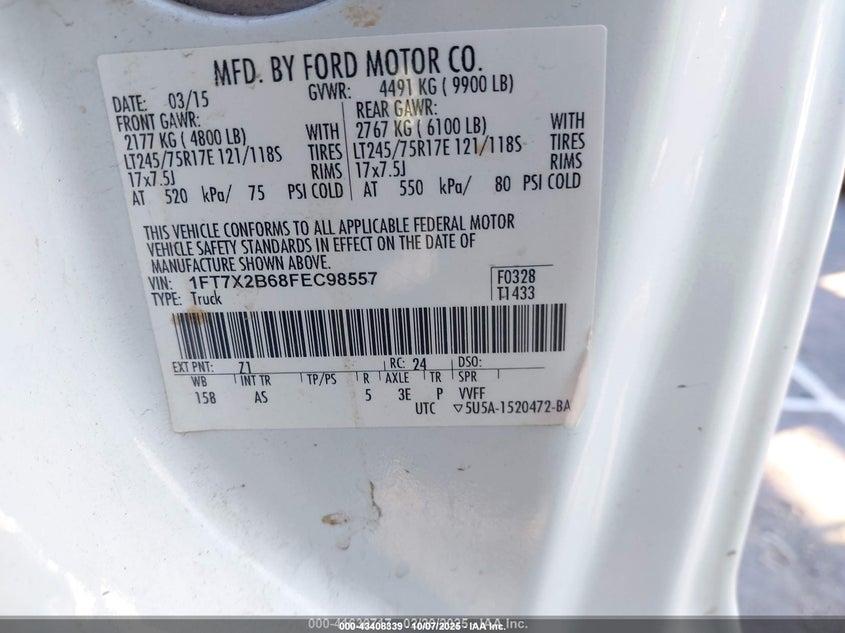 MFD. BY FORD MOTOR CO.
DATE: 03/15 GVWR: 4491 KG ( 9900 LB)
FRONT GAWR: REAR GAWR:
2177 KG ( 4800 LB) WITH 2767 KG ( 6100 LB) WITH
LT245/75R17E 121/118S TIRES LT245/75R17E 121/118S TIRES
17x7.5J RIMS 17x7.5J RIMS
AT 520 kPa/ 75 PSI COLD AT 550 kPa/ 80 PSI COLD
THIS VEHICLE CONFORMS TO ALL APPLICABLE FEDERAL MOTOR
VEHICLE SAFETY STANDARDS IN EFFECT ON THE DATE OF
MANUFACTURE SHOWN ABOVE.
VIN: 1FT7X2B68FEC98557 F0328
TYPE: Truck T1433
EXT PNT: Z1 RC: 24 DSO:
WB INT TR TP/PS R AXLE TR SPR
158 AS 5 3E P VVFF
UTC ▽5U5A-1520472-BA
000-43408339 - 10/07/2025 - IAA Inc.